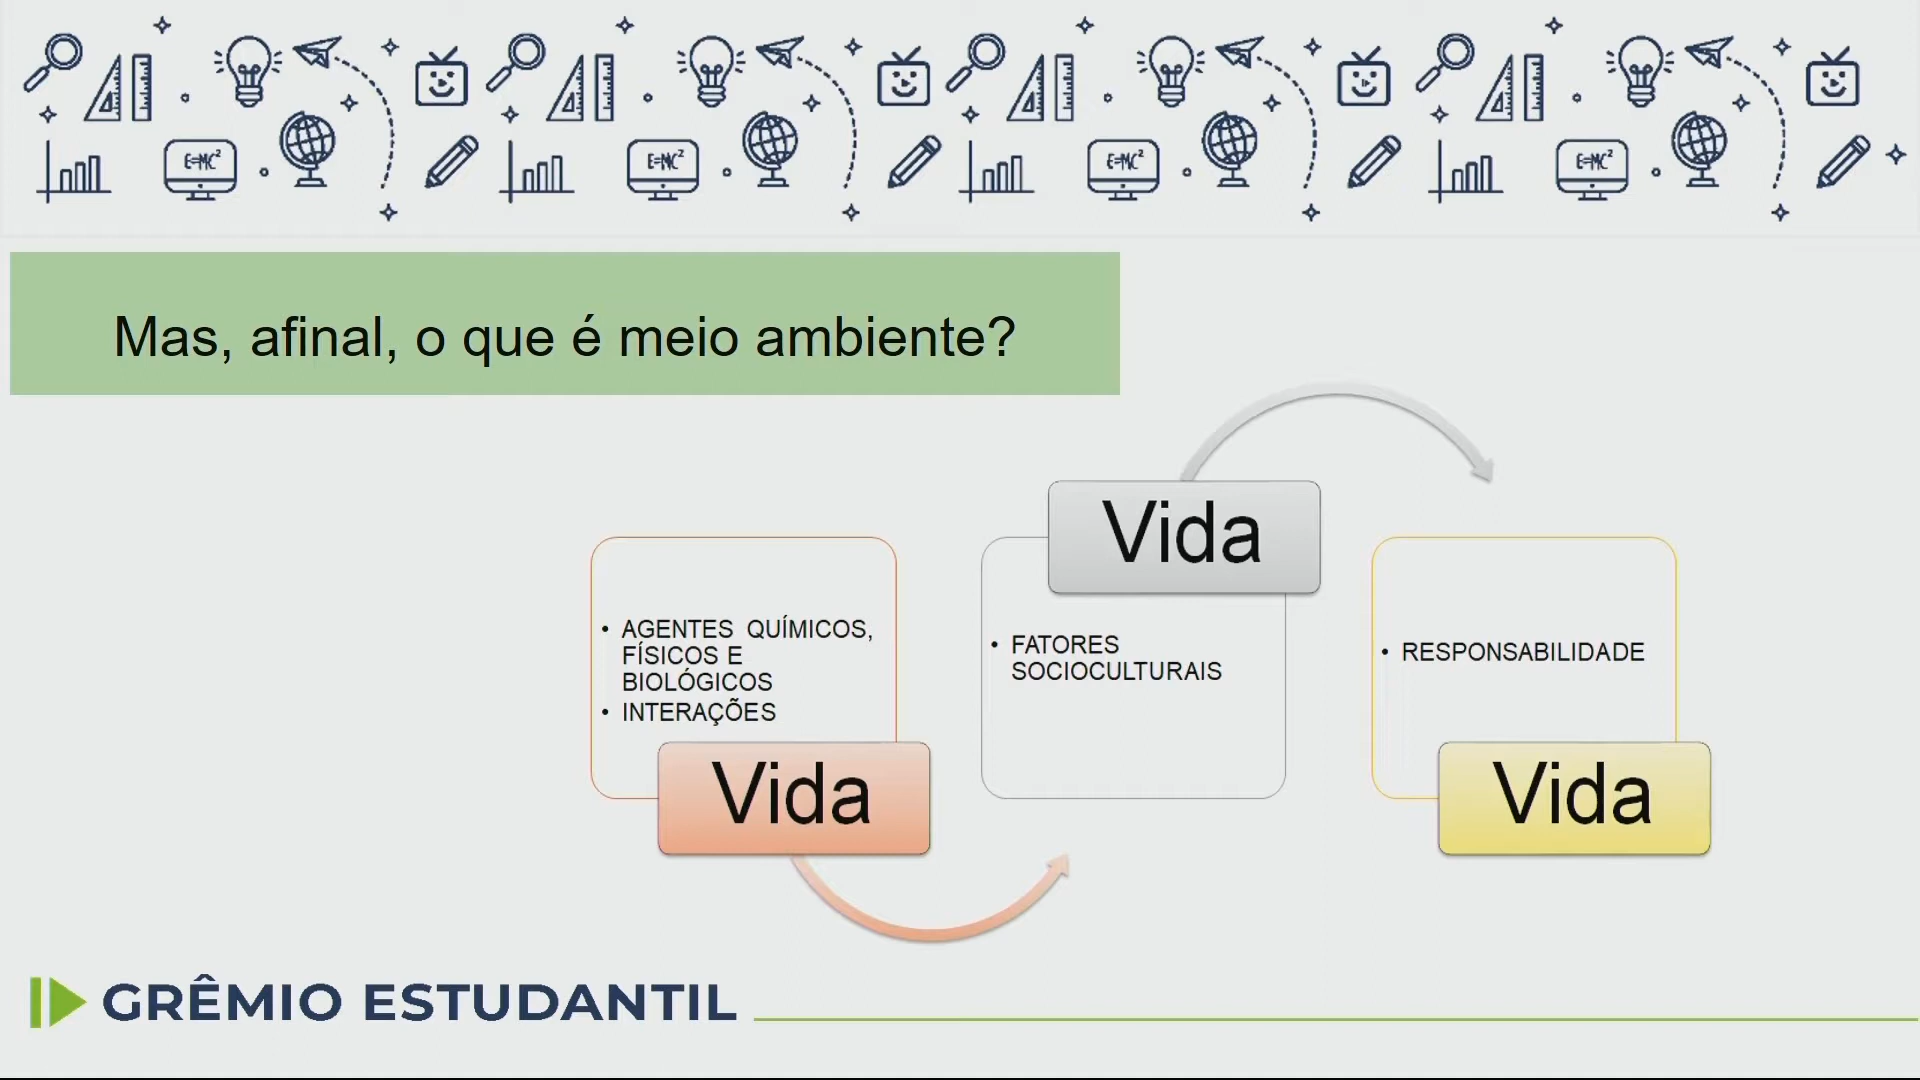 E=MC²
E=MC²
E=MC²
E=MC²
Mas, afinal, o que é meio ambiente?
• AGENTES QUÍMICOS,
FÍSICOS E
BIOLÓGICOS
• INTERAÇÕES
Vida
Vida
• FATORES
SOCIOCULTURAIS
• RESPONSABILIDADE
Vida
GRÊMIO ESTUDANTIL